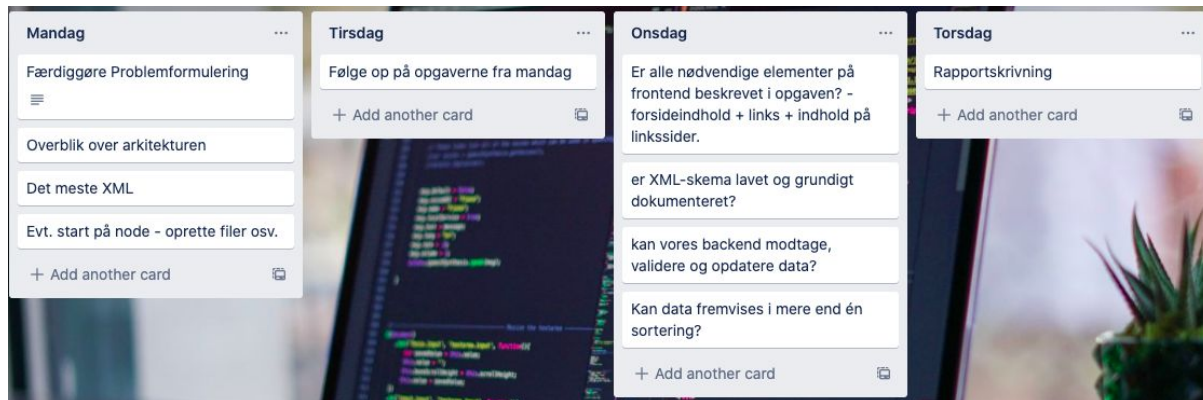 Mandag
Færdiggøre Problemformulering
Overblik over arkitekturen
Det meste XML
Evt. start på node - oprette filer osv.
+ Add another card
Tirsdag
Følge op på opgaverne fra mandag
+ Add another card
Onsdag
Er alle nødvendige elementer på
frontend beskrevet i opgaven? -
forsideindhold + links + indhold på
linkssider.
er XML-skema lavet og grundigt
dokumenteret?
kan vores backend modtage,
validere og opdatere data?
Kan data fremvises i mere end én
sortering?
+ Add another card
Torsdag
Rapportskrivning
+ Add another card